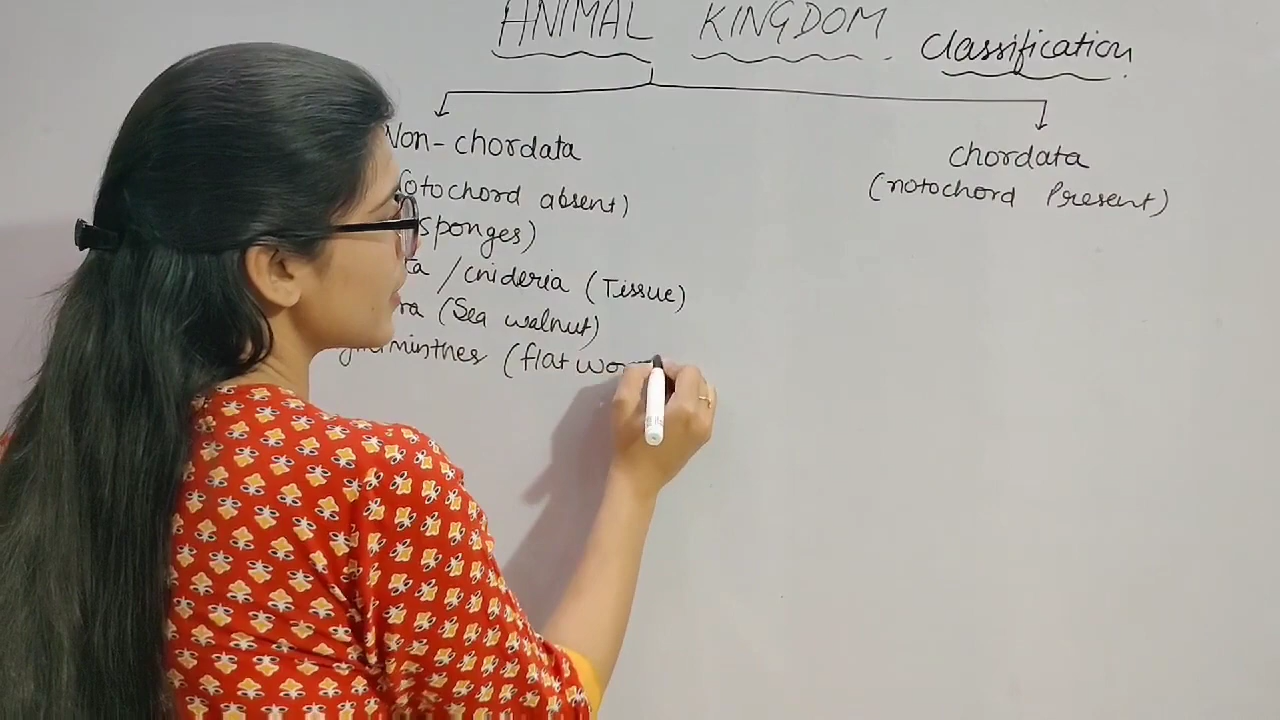 ANIMAL KINGDOM . Classification
Non-chordata
chordata
otochord absent)
(notochord Present)
sponges)
ta / cnideria (Tissue)
ra (Sea walnut)
minthes (flat wo